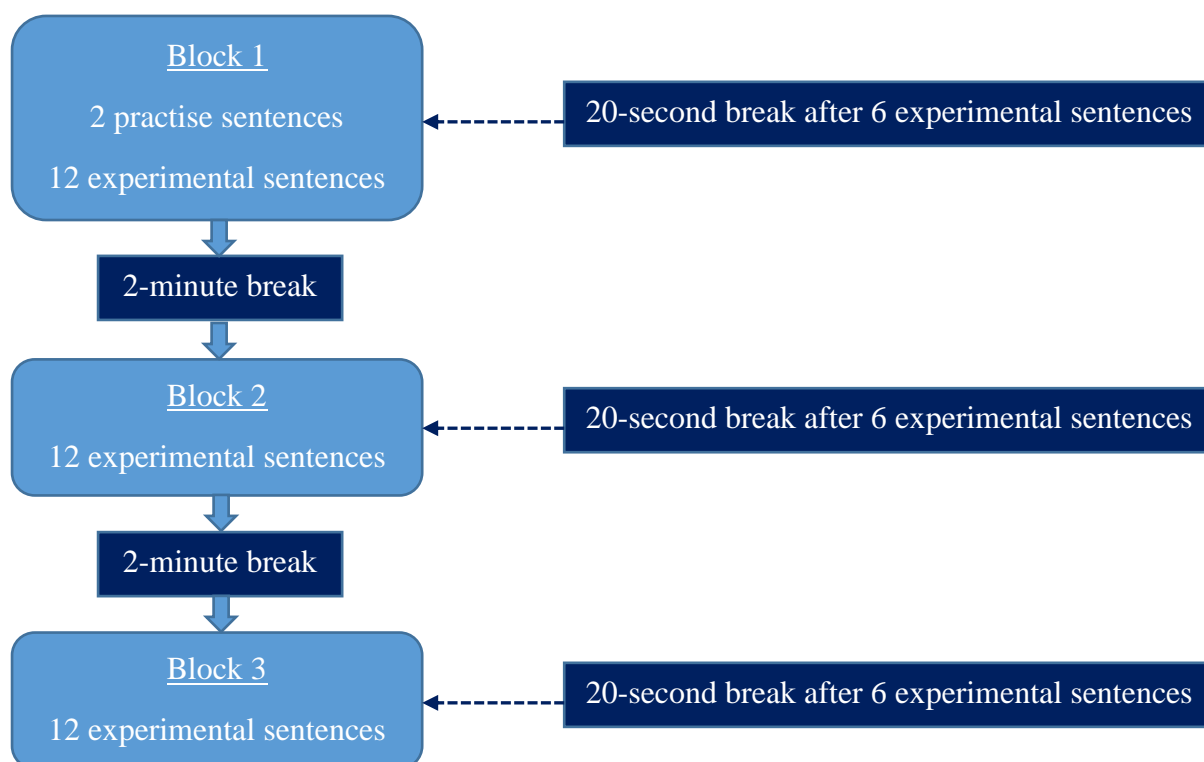 Block 1
2 practise sentences
12 experimental sentences
20-second break after 6 experimental sentences
2-minute break
Block 2
12 experimental sentences
20-second break after 6 experimental sentences
2-minute break
Block 3
12 experimental sentences
20-second break after 6 experimental sentences